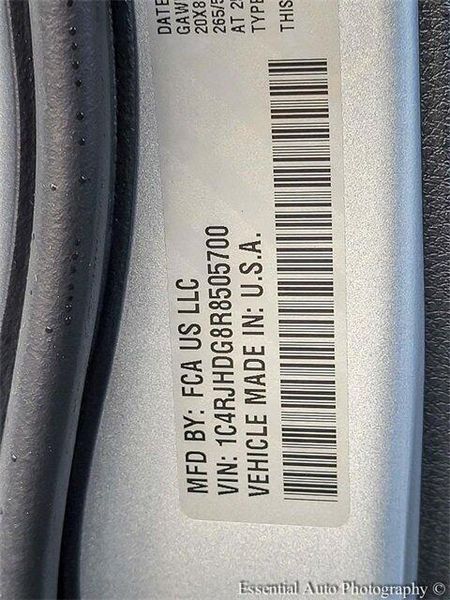 MFD BY: FCA US LLC
VIN: 1C4RJHDG8R8505700
VEHICLE MADE IN: U.S.A.
DATE
GAW
20X8
265/5
AT 2
TYPE
THIS
Essential Auto Photography ©